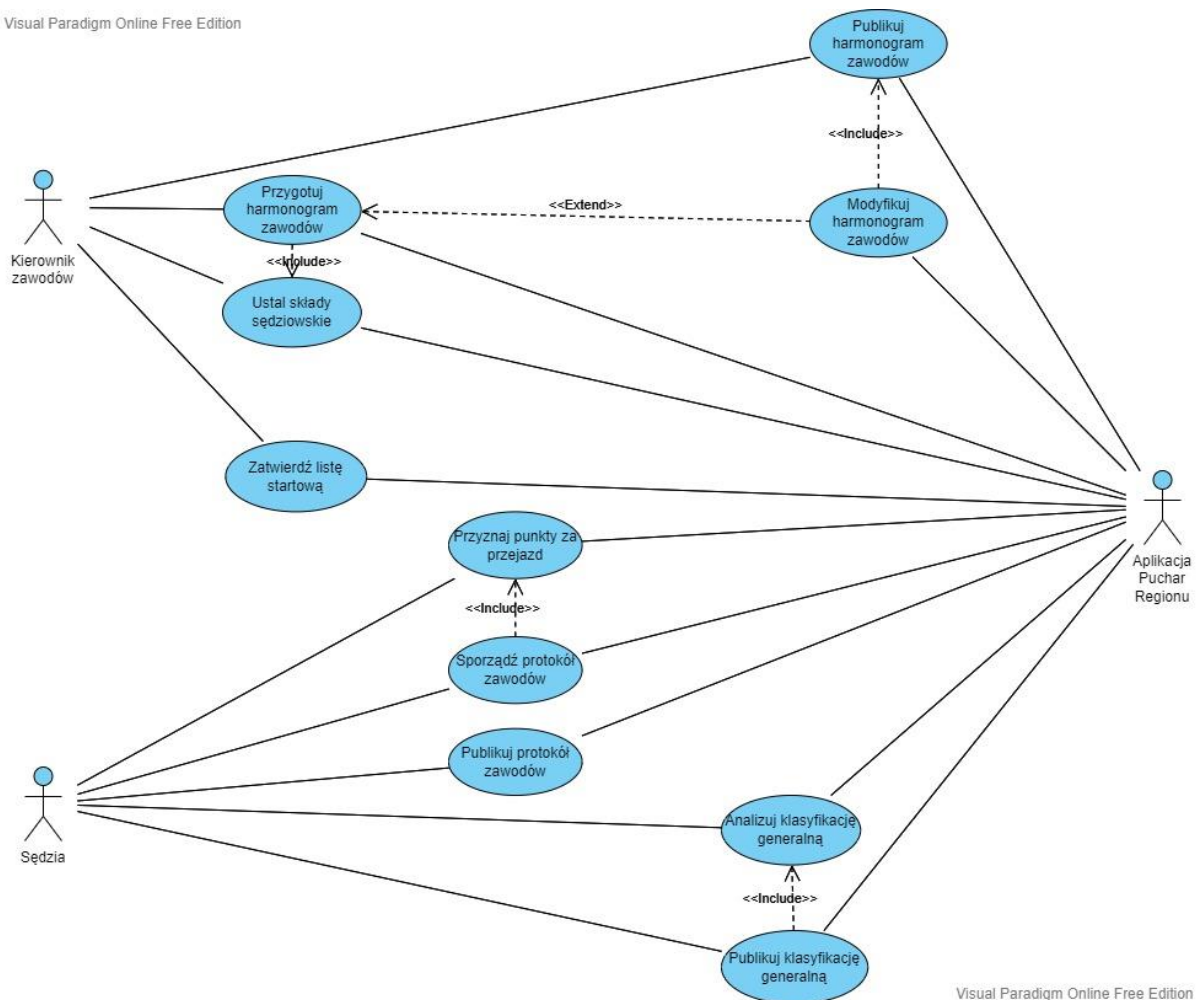 Visual Paradigm Online Free Edition
Publikuj
harmonogram
zawodów
<<Include>>
Przygotuj
harmonogram
zawodów
<<Extend>>
Modyfikuj
harmonogram
zawodów
Kierownik
zawodów
<<Include>>
Ustal składy
sędziowskie
Zatwierdź listę
startową
Przyznaj punkty za
przejazd
Aplikacja
Puchar
Regionu
<<Include>>
Sporządź protokół
zawodów
Publikuj protokół
zawodów
Sędzia
Analizuj klasyfikację
generalną
<<Include>>
Publikuj klasyfikację
generalną
Visual Paradigm Online Free Edition